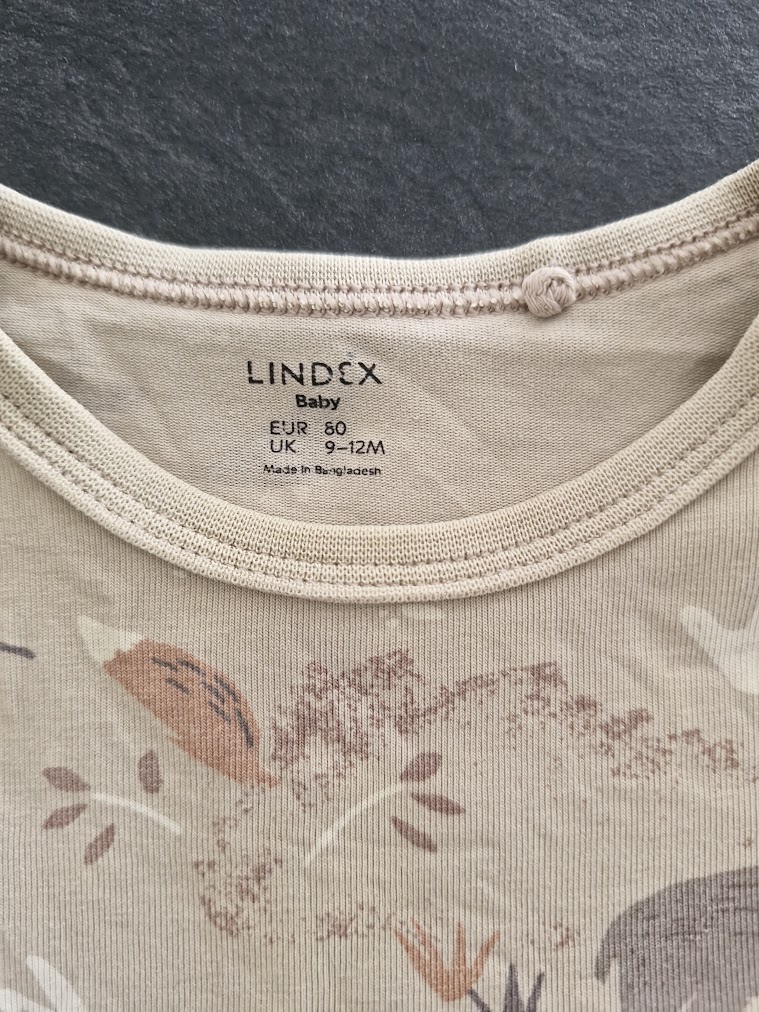 LINDEX
Baby
EUR 80
UK 9-12M
Made in Bangladesh